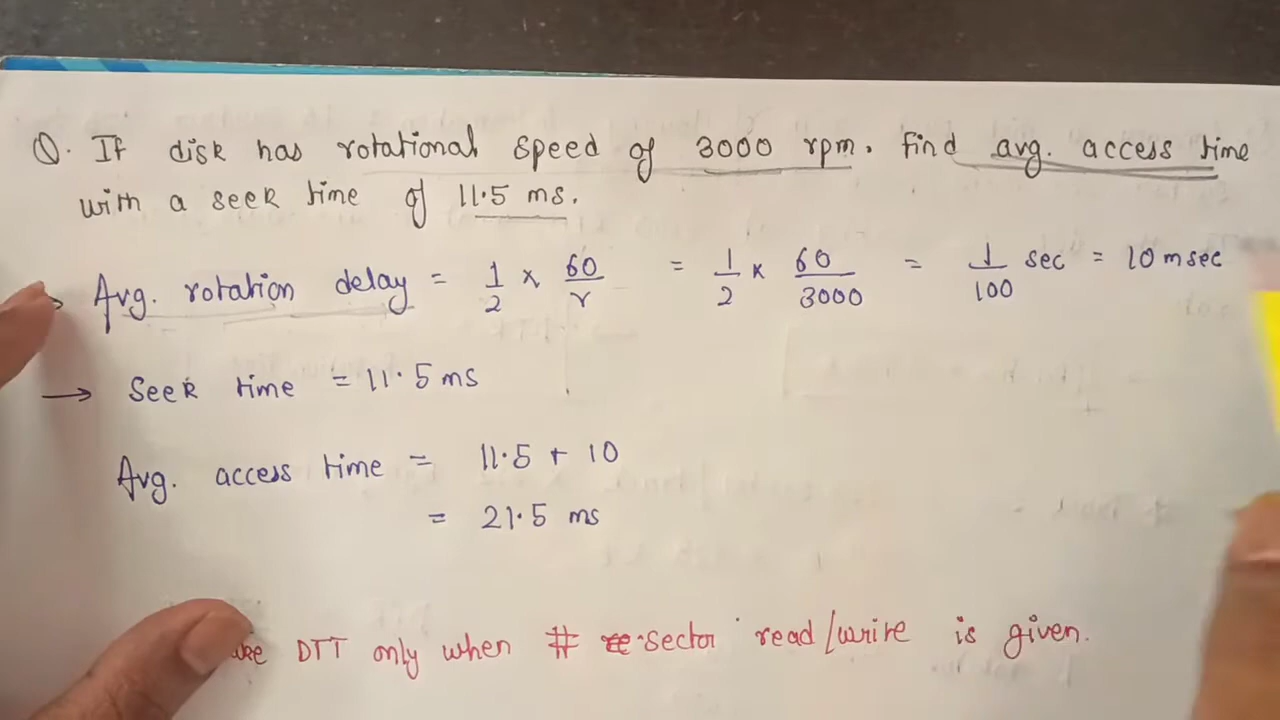 Q. If disk has rotational speed of 3000 rpm. Find avg. access time
with a seek time of 11.5 ms.
Avg. rotation delay = 1/2 × 60/r = 1/2 × 60/3000 = 1/100 sec = 10 msec
→ Seek time = 11.5 ms
Avg. access time = 11.5 + 10
= 21.5 ms
DTT only when # sector read/write is given.